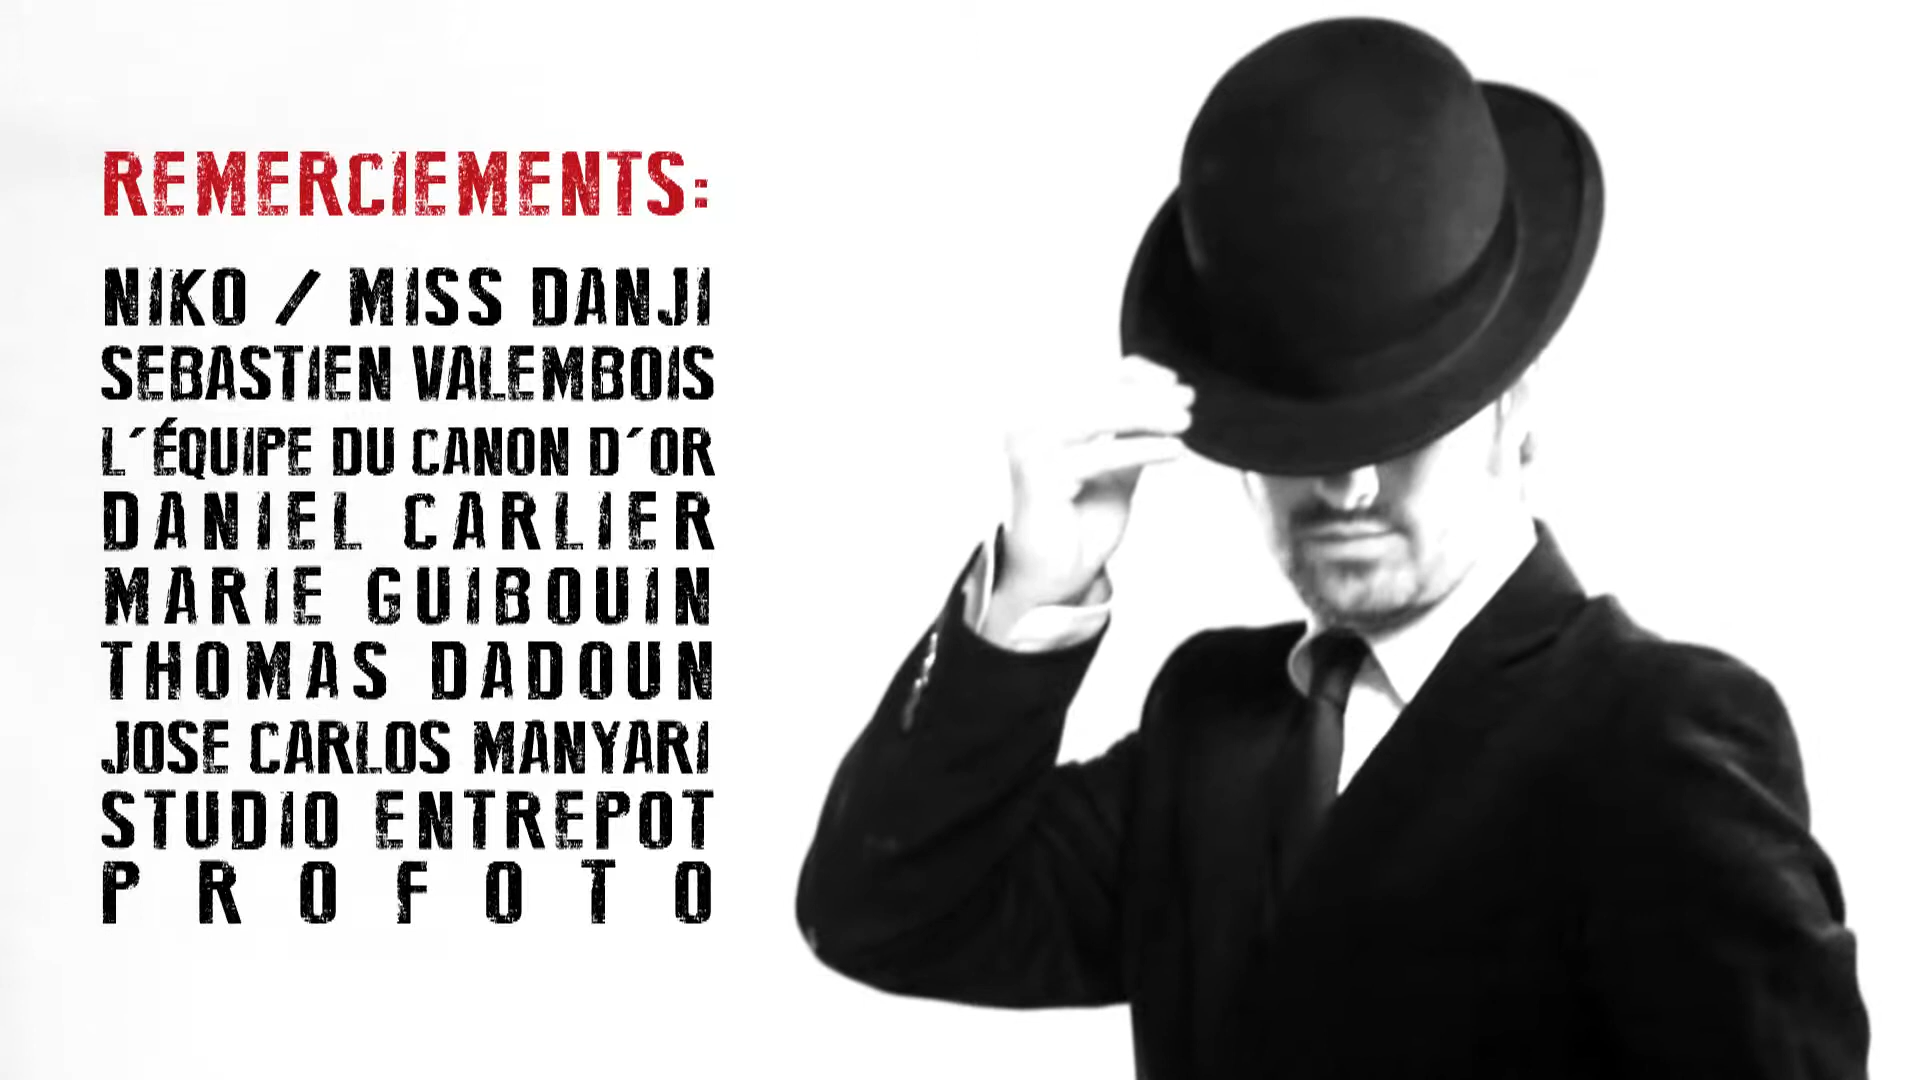 REMERCIEMENTS:
NIKO / MISS DANJI
SEBASTIEN VALEMBOIS
L´ÉQUIPE DU CANON D´OR
DANIEL CARLIER
MARIE GUIBOUIN
THOMAS DADOUN
JOSE CARLOS MANYARI
STUDIO ENTREPOT
PROFOTO